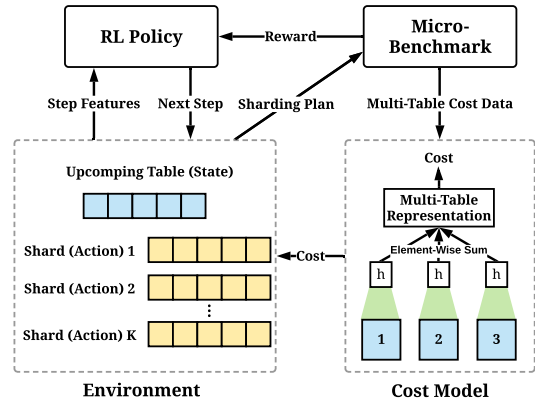 RL Policy
Reward
Micro-
Benchmark
Step Features
Next Step
Sharding Plan
Multi-Table Cost Data
Upcomping Table (State)
Shard (Action) 1
Shard (Action) 2
⋮
Shard (Action) K
Cost
Cost
Multi-Table
Representation
Element-Wise Sum
h
h
h
1
2
3
Environment
Cost Model